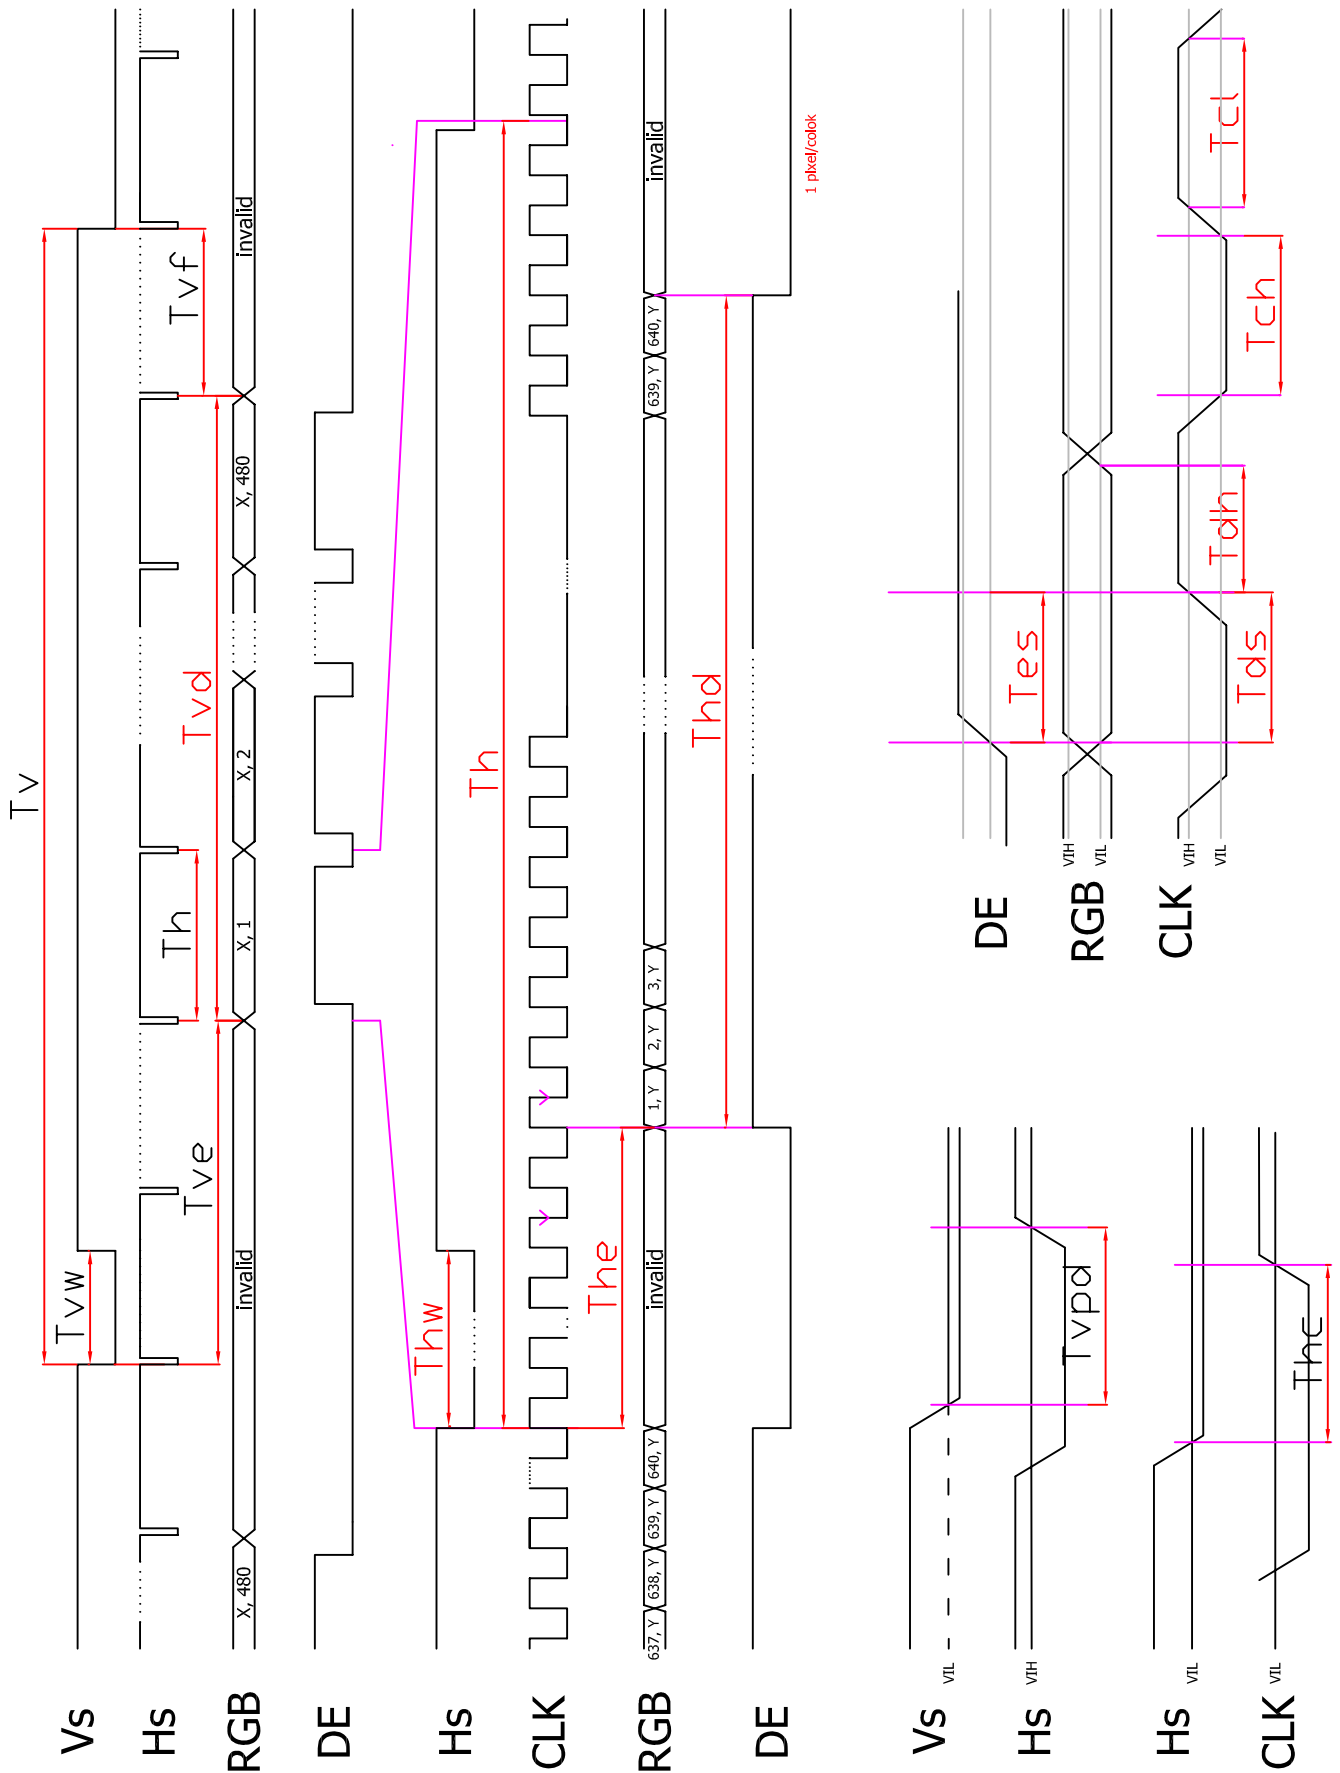 Tv
Vs
Tvw
Hs
Tve
Th
Tvd
Tvf
RGB
X, 480
invalid
X, 1
X, 2
X, 480
invalid
DE
Hs
Thw
Th
CLK
The
RGB
637, Y
638, Y
639, Y
640, Y
invalid
1, Y
2, Y
3, Y
639, Y
640, Y
invalid
Thd
DE
1 pixel/colok
Vs
VIL
Hs
VIH
Tvpd
Hs
VIL
CLK
VIL
Thc
DE
Tes
RGB
VIH
VIL
CLK
VIH
VIL
Tds
Tdh
Tch
Tcl